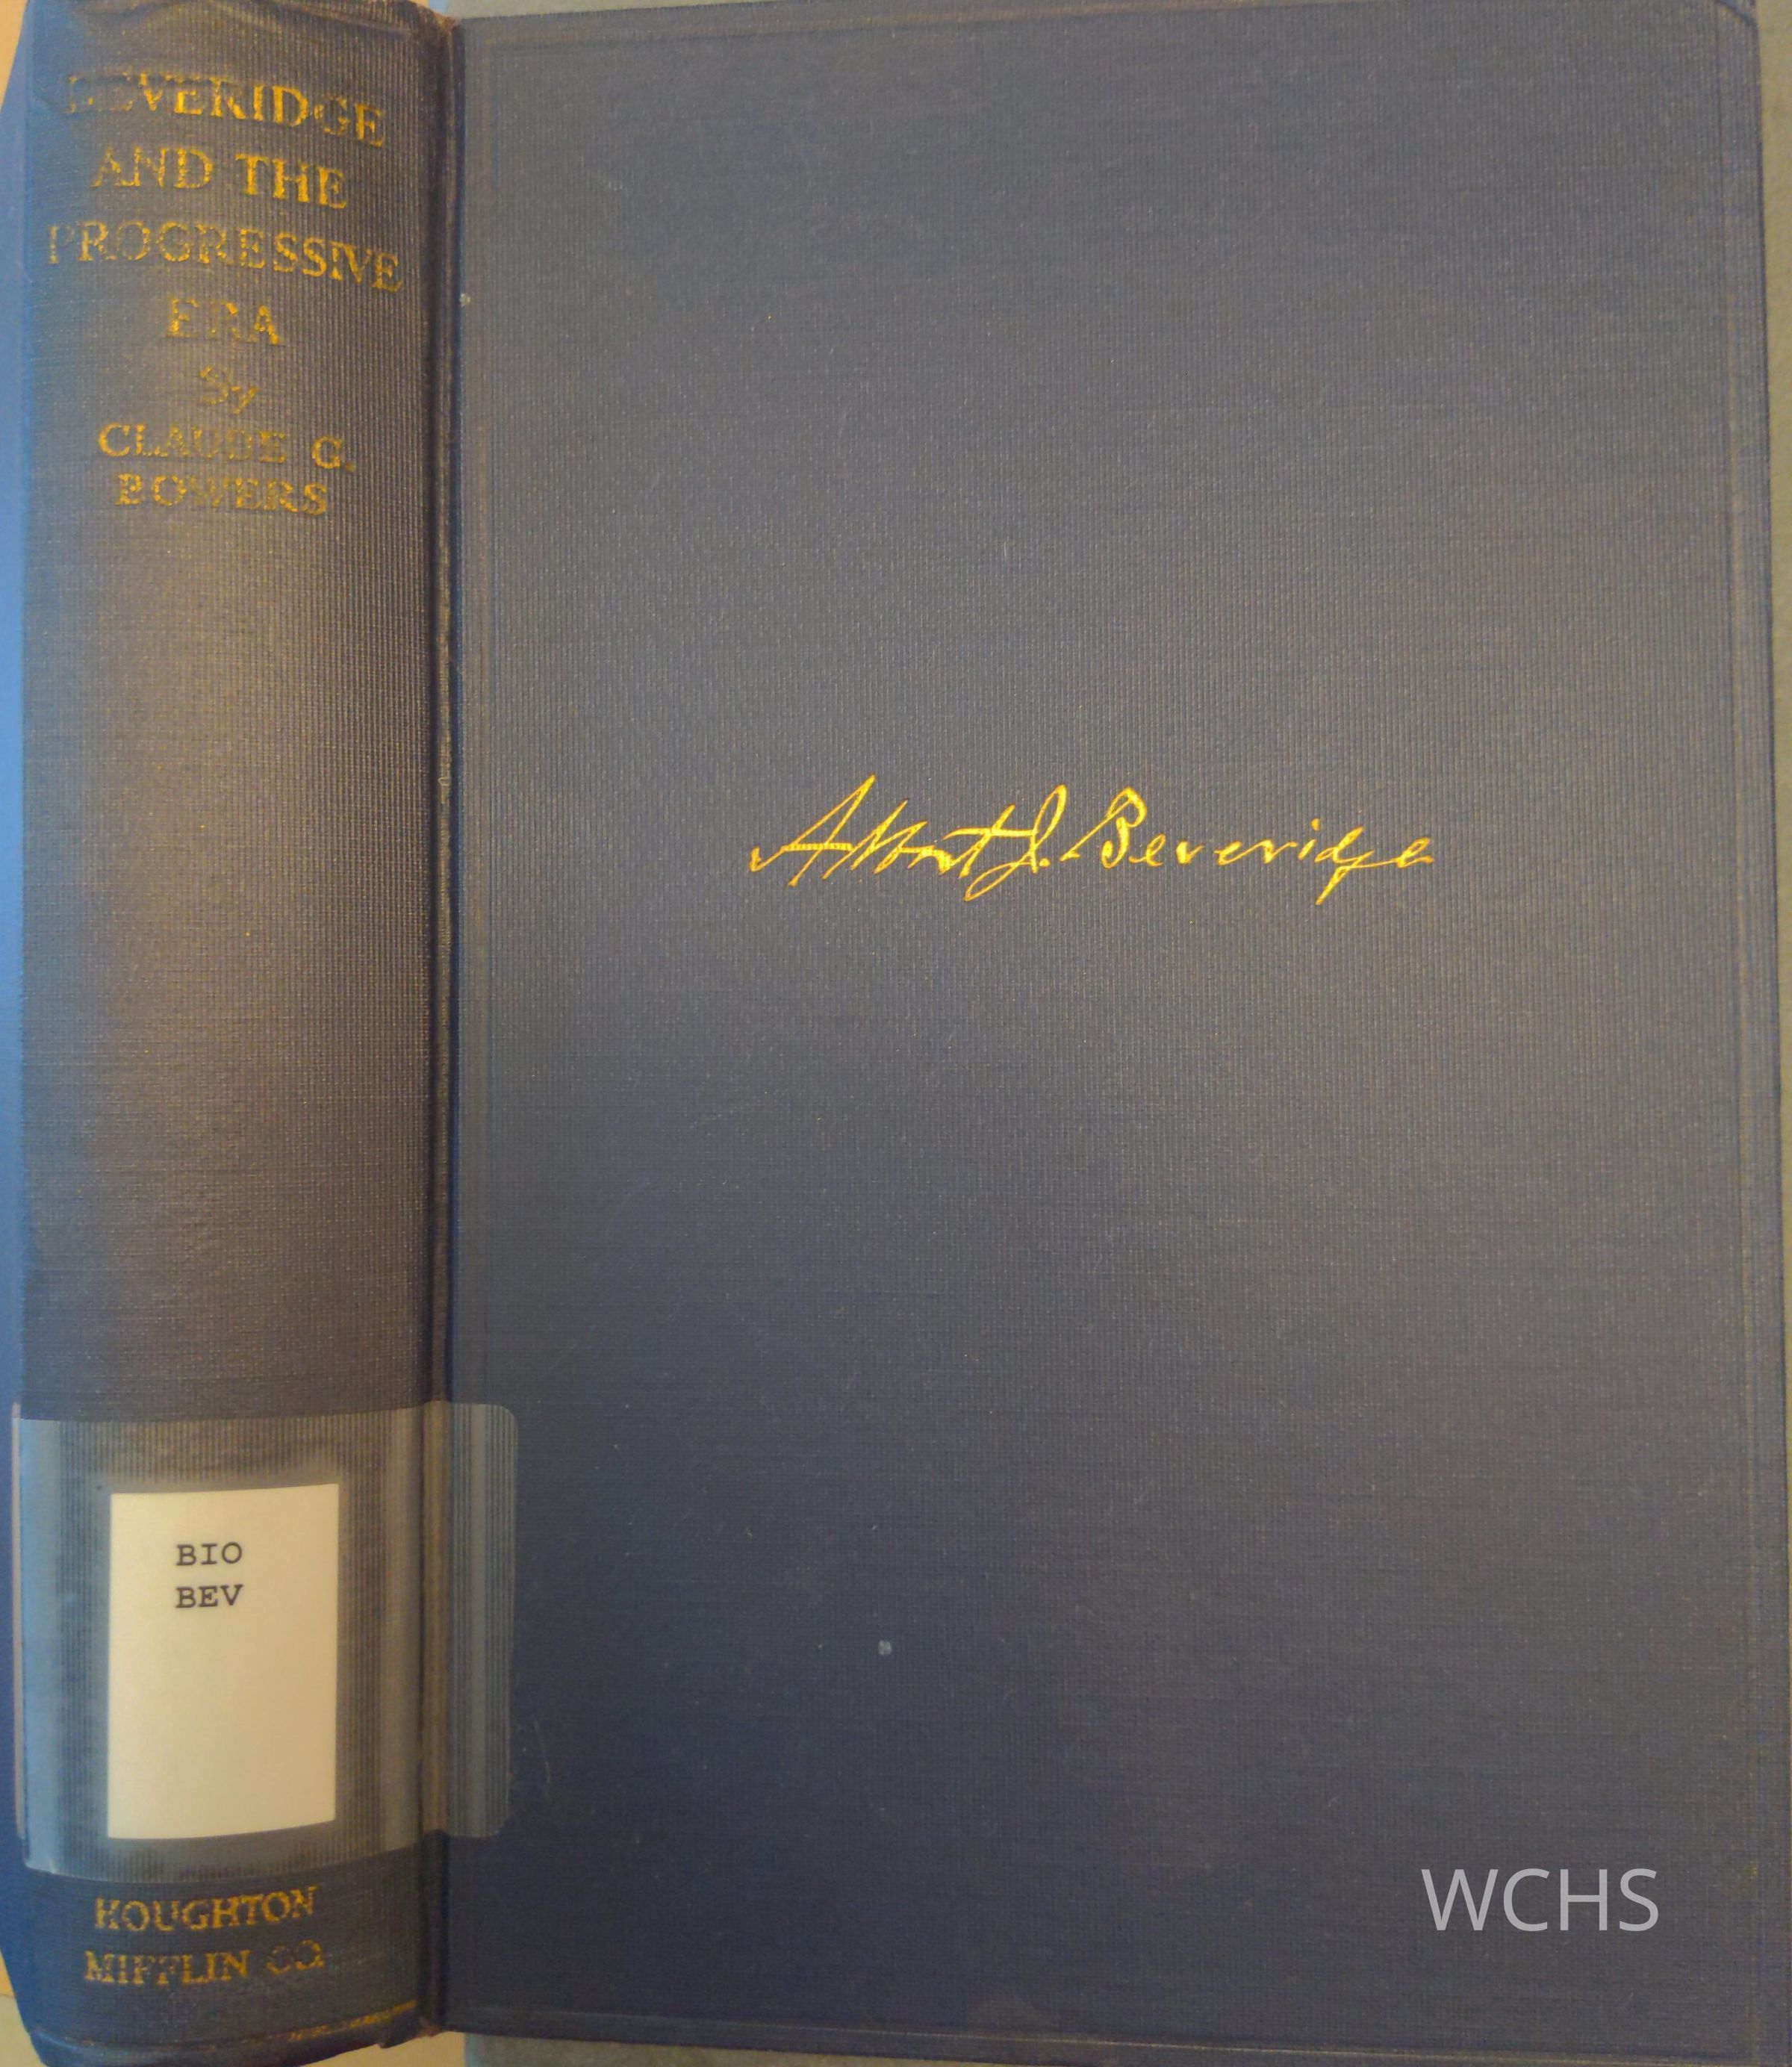 BEVERIDGE
AND THE
PROGRESSIVE
ERA
By
CLAUDE G.
BOWERS
Albert J. Beveridge
BIO
BEV
HOUGHTON
MIFFLIN CO.
WCHS